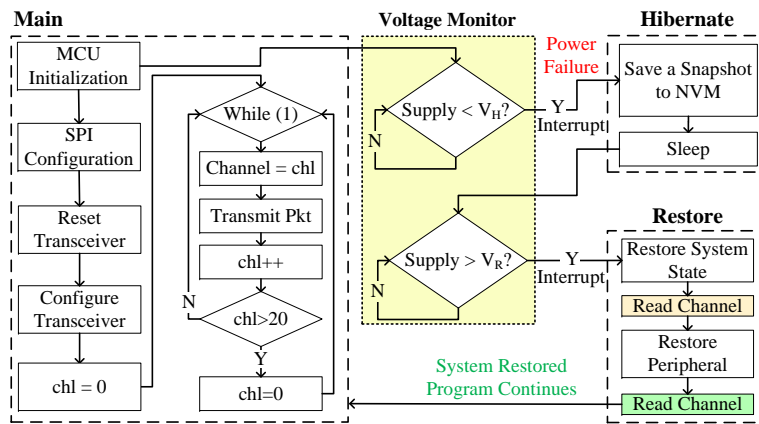 Main
MCU
Initialization
SPI
Configuration
Reset
Transceiver
Configure
Transceiver
chl = 0
While (1)
Channel = chl
Transmit Pkt
chl++
N
chl>20
Y
chl=0
Voltage Monitor
Supply < V_H?
N
Supply > V_R?
N
Power
Failure
Y
Interrupt
Y
Interrupt
System Restored
Program Continues
Hibernate
Save a Snapshot
to NVM
Sleep
Restore
Restore System
State
Read Channel
Restore
Peripheral
Read Channel